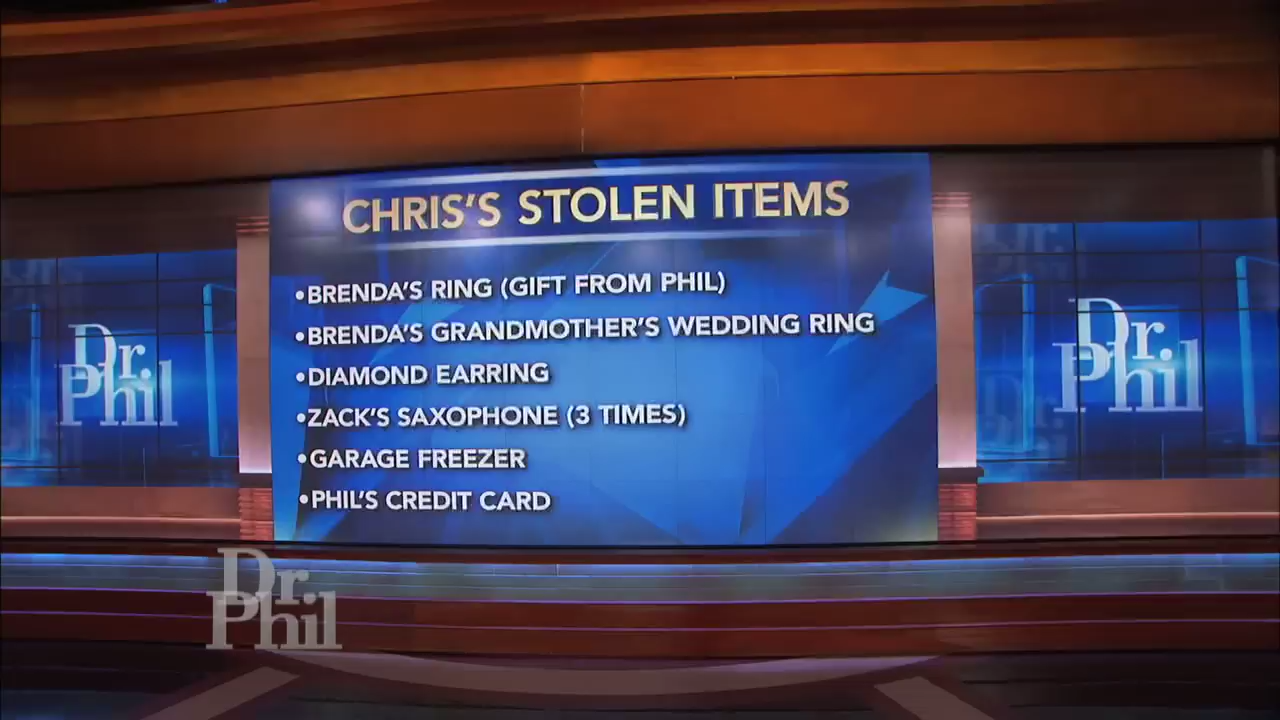 CHRIS'S STOLEN ITEMS
•BRENDA'S RING (GIFT FROM PHIL)
•BRENDA'S GRANDMOTHER'S WEDDING RING
•DIAMOND EARRING
•ZACK'S SAXOPHONE (3 TIMES)
•GARAGE FREEZER
•PHIL'S CREDIT CARD
Dr.
Phil
Dr.
Phil
Dr.
Phil